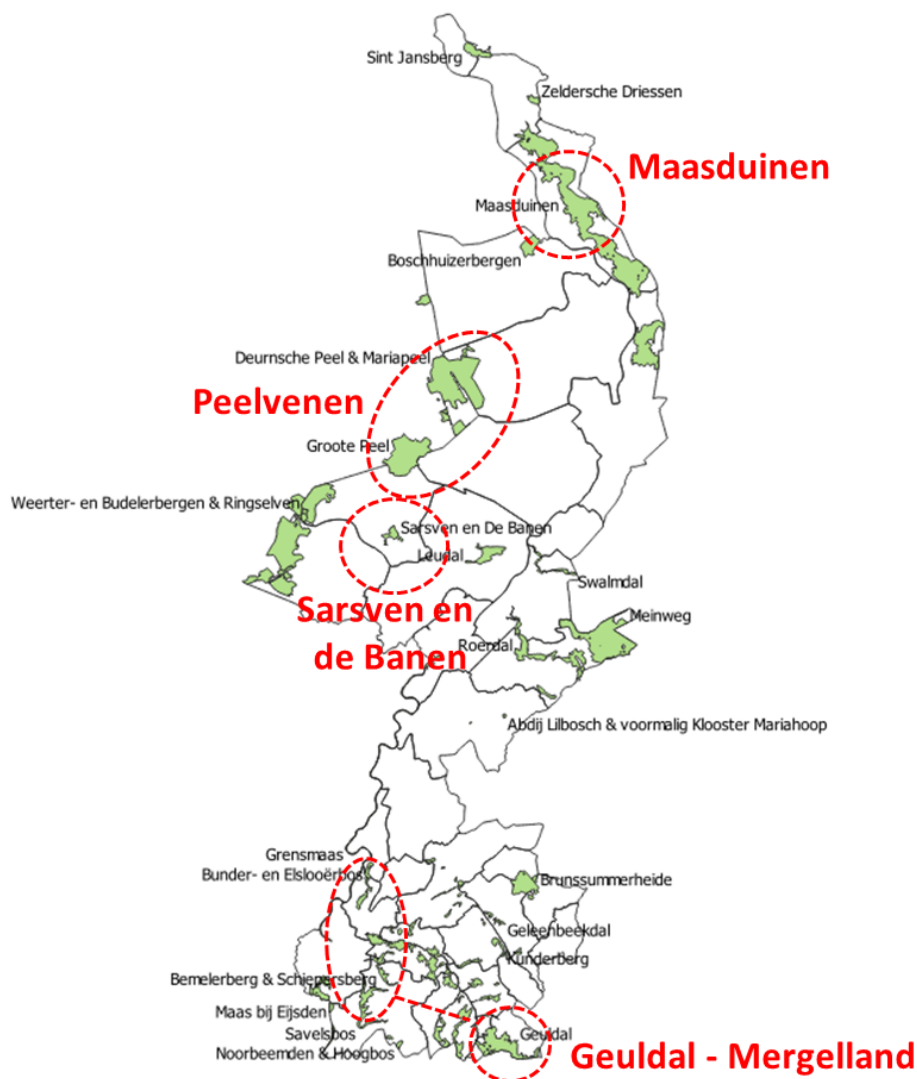 Sint Jansberg
Zeldersche Driessen
Maasduinen
Maasduinen
Boschhuizerbergen
Deurnsche Peel & Mariapeel
Peelvenen
Groote Peel
Weerter- en Budelerbergen & Ringselven
Sarsven en De Banen
Leudal
Swalmdal
Sarsven en
de Banen
Meinweg
Roerdal
Abdij Lilbosch & voormalig Klooster Mariahoop
Grensmaas
Bunder- en Elslooërbos
Brunssummerheide
Geleenbeekdal
Kunderberg
Bemelerberg & Schiepersberg
Maas bij Eijsden
Savelsbos
Geuldal
Noorbeemden & Hoogbos
Geuldal - Mergelland